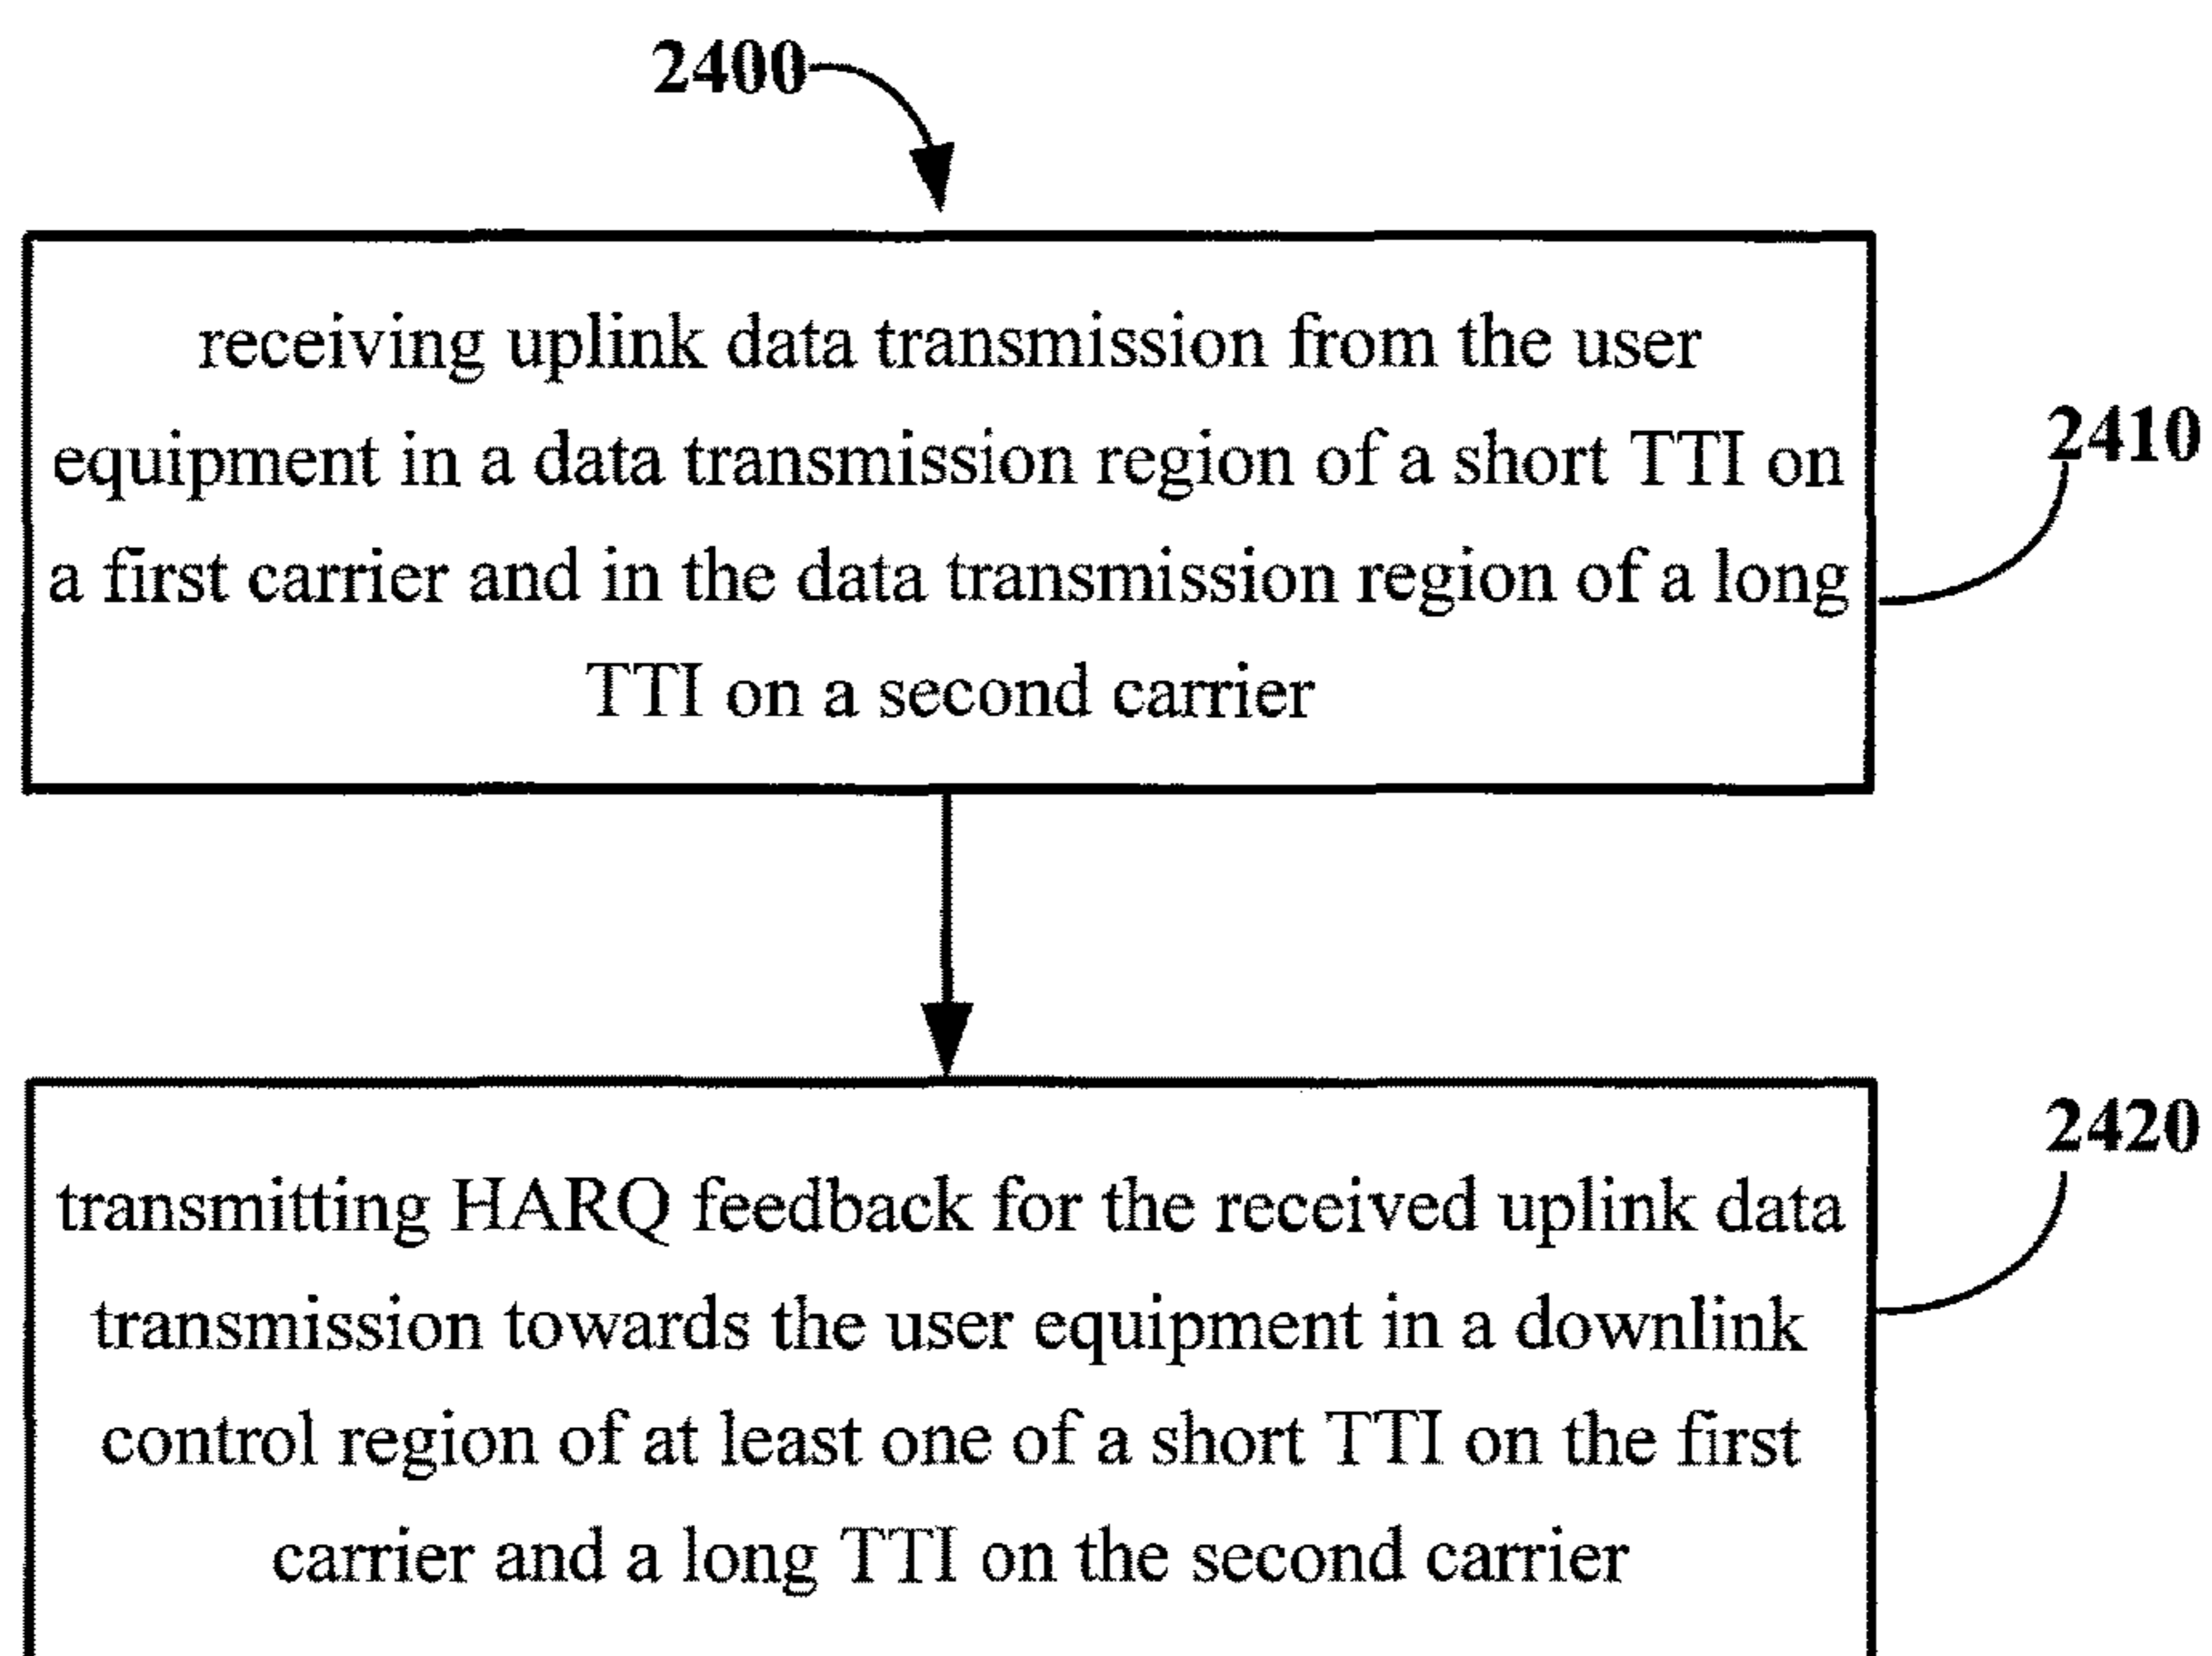 2400
receiving uplink data transmission from the user
equipment in a data transmission region of a short TTI on
a first carrier and in the data transmission region of a long
TTI on a second carrier
2410
transmitting HARQ feedback for the received uplink data
transmission towards the user equipment in a downlink
control region of at least one of a short TTI on the first
carrier and a long TTI on the second carrier
2420